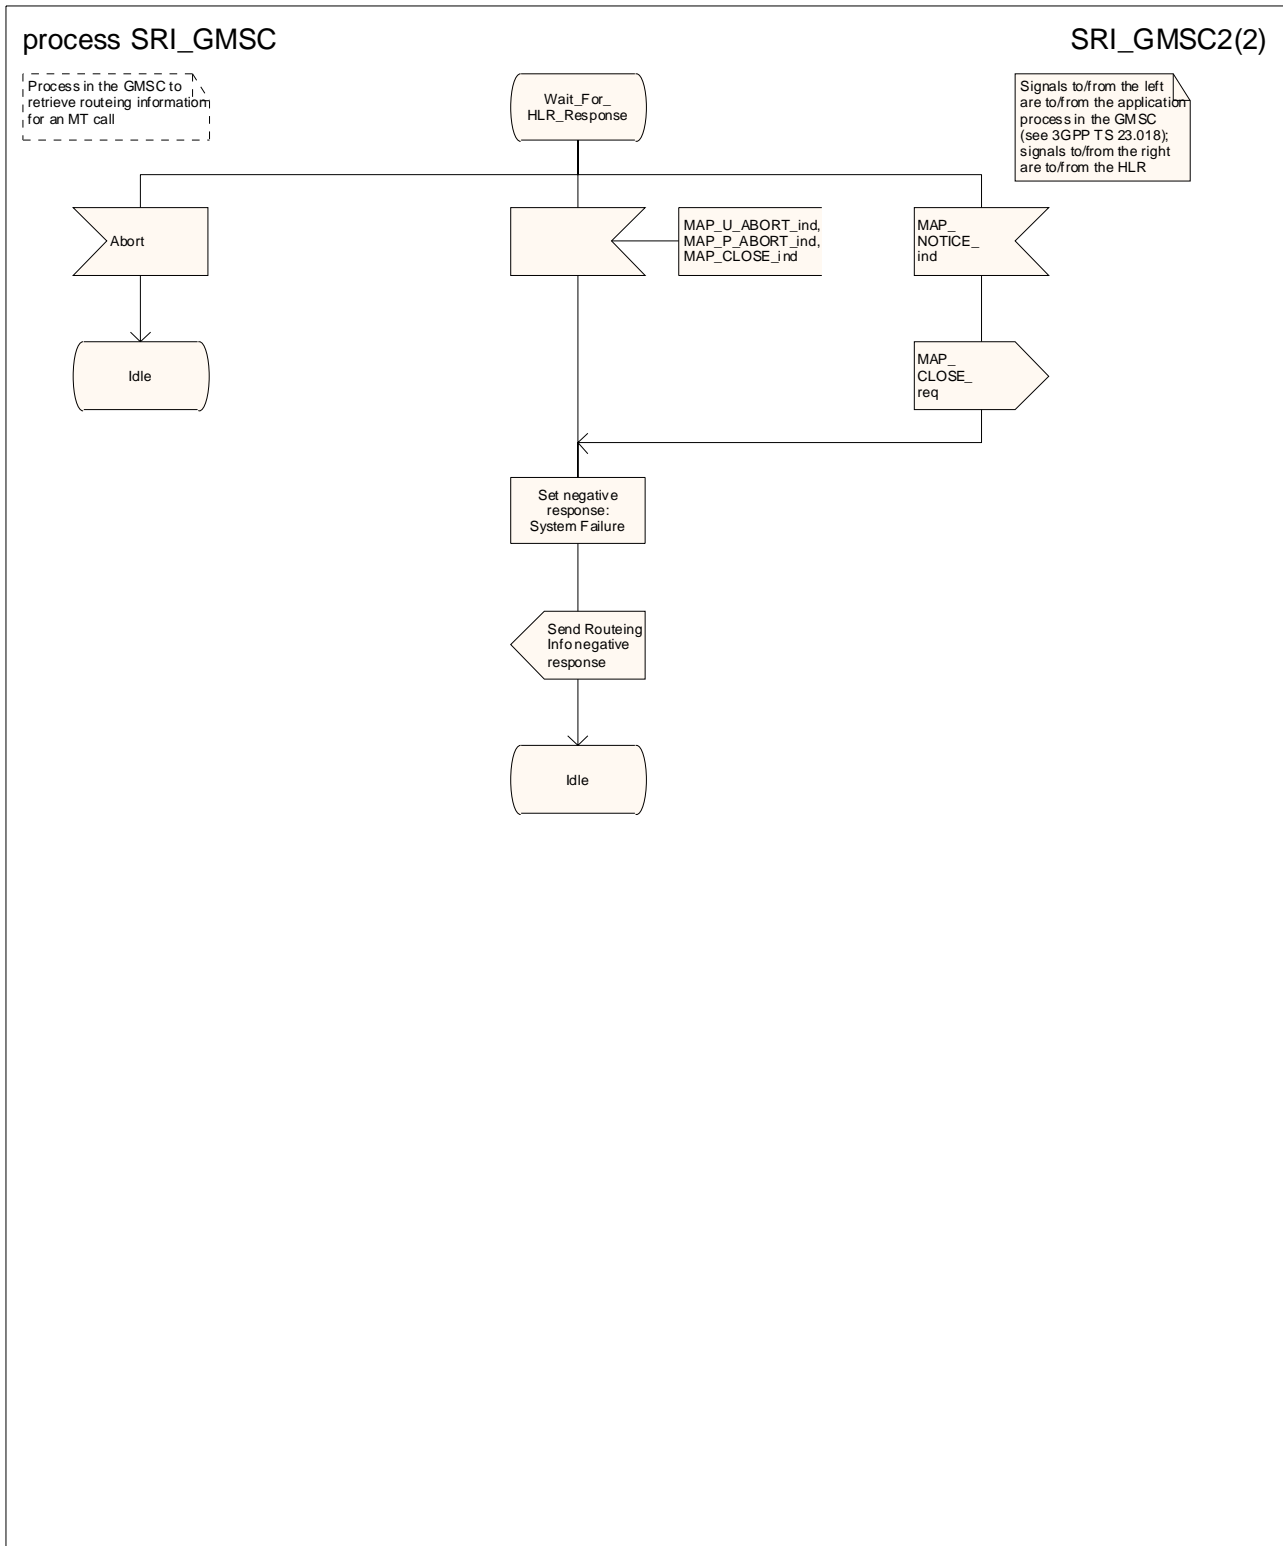 process SRI_GMSC
SRI_GMSC2(2)
Process in the GMSC to
retrieve routeing information
for an MT call
Wait_For_
HLR_Response
Signals to/from the left
are to/from the application
process in the GMSC
(see 3GPP TS 23.018);
signals to/from the right
are to/from the HLR
Abort
MAP_U_ABORT_ind,
MAP_P_ABORT_ind,
MAP_CLOSE_ind
MAP_
NOTICE_
ind
Idle
MAP_
CLOSE_
req
Set negative
response:
System Failure
Send Routeing
Info negative
response
Idle